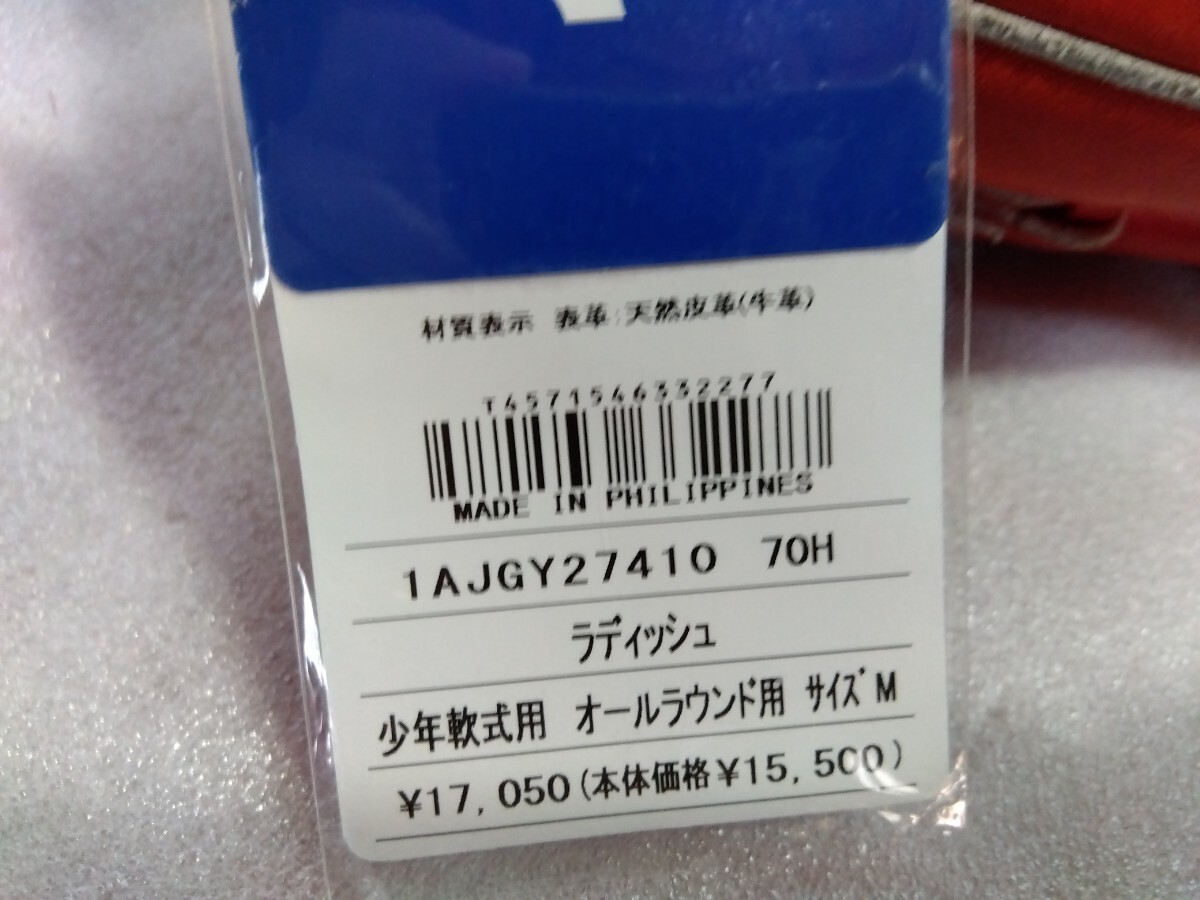 材質表示 表革:天然皮革(牛革)
T4571546332277
MADE IN PHILIPPINES
1AJGY27410 70H
ラディッシュ
少年軟式用 オールラウンド用 サイズM
¥17,050(本体価格¥15,500)